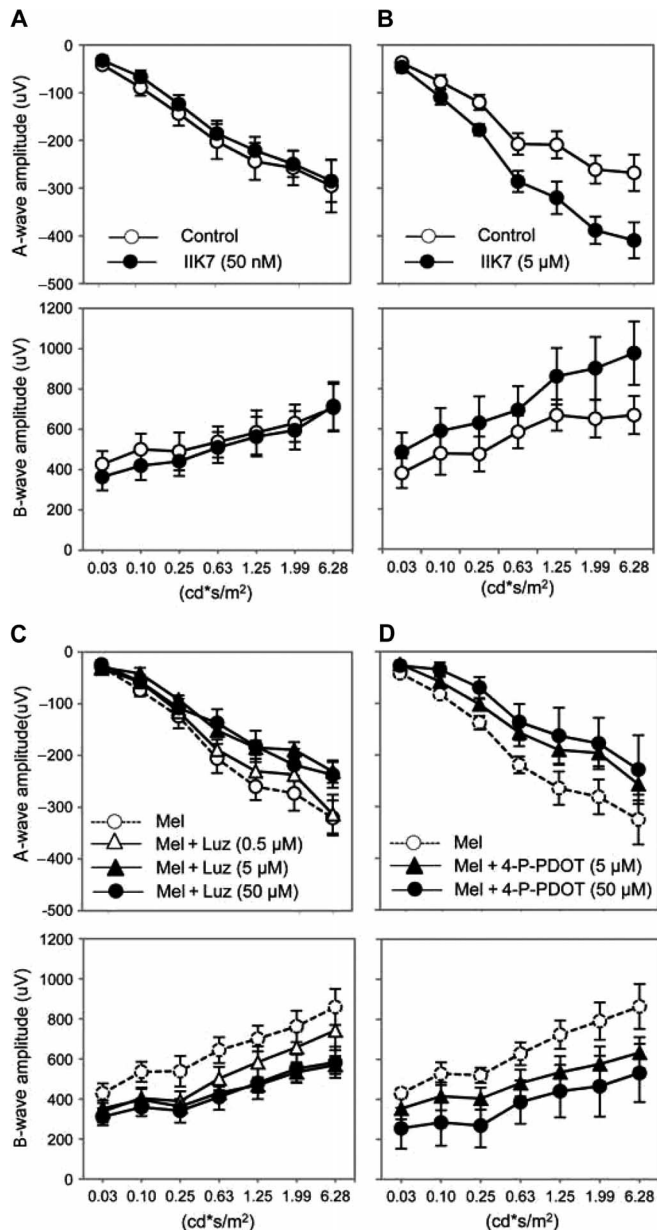 A
B
A-wave amplitude (uV)
0
−100
−200
−300
−400
−500
Control
IIK7 (50 nM)
Control
IIK7 (5 μM)
B-wave amplitude (uV)
1200
1000
800
600
400
200
0
0.03 0.10 0.25 0.63 1.25 1.99 6.28
(cd*s/m²)
0.03 0.10 0.25 0.63 1.25 1.99 6.28
(cd*s/m²)
C
D
A-wave amplitude(uV)
0
-100
-200
-300
-400
-500
Mel
Mel + Luz (0.5 μM)
Mel + Luz (5 μM)
Mel + Luz (50 μM)
Mel
Mel + 4-P-PDOT (5 μM)
Mel + 4-P-PDOT (50 μM)
B-wave amplitude (uV)
1000
800
600
400
200
0
0.03 0.10 0.25 0.63 1.25 1.99 6.28
(cd*s/m²)
0.03 0.10 0.25 0.63 1.25 1.99 6.28
(cd*s/m²)